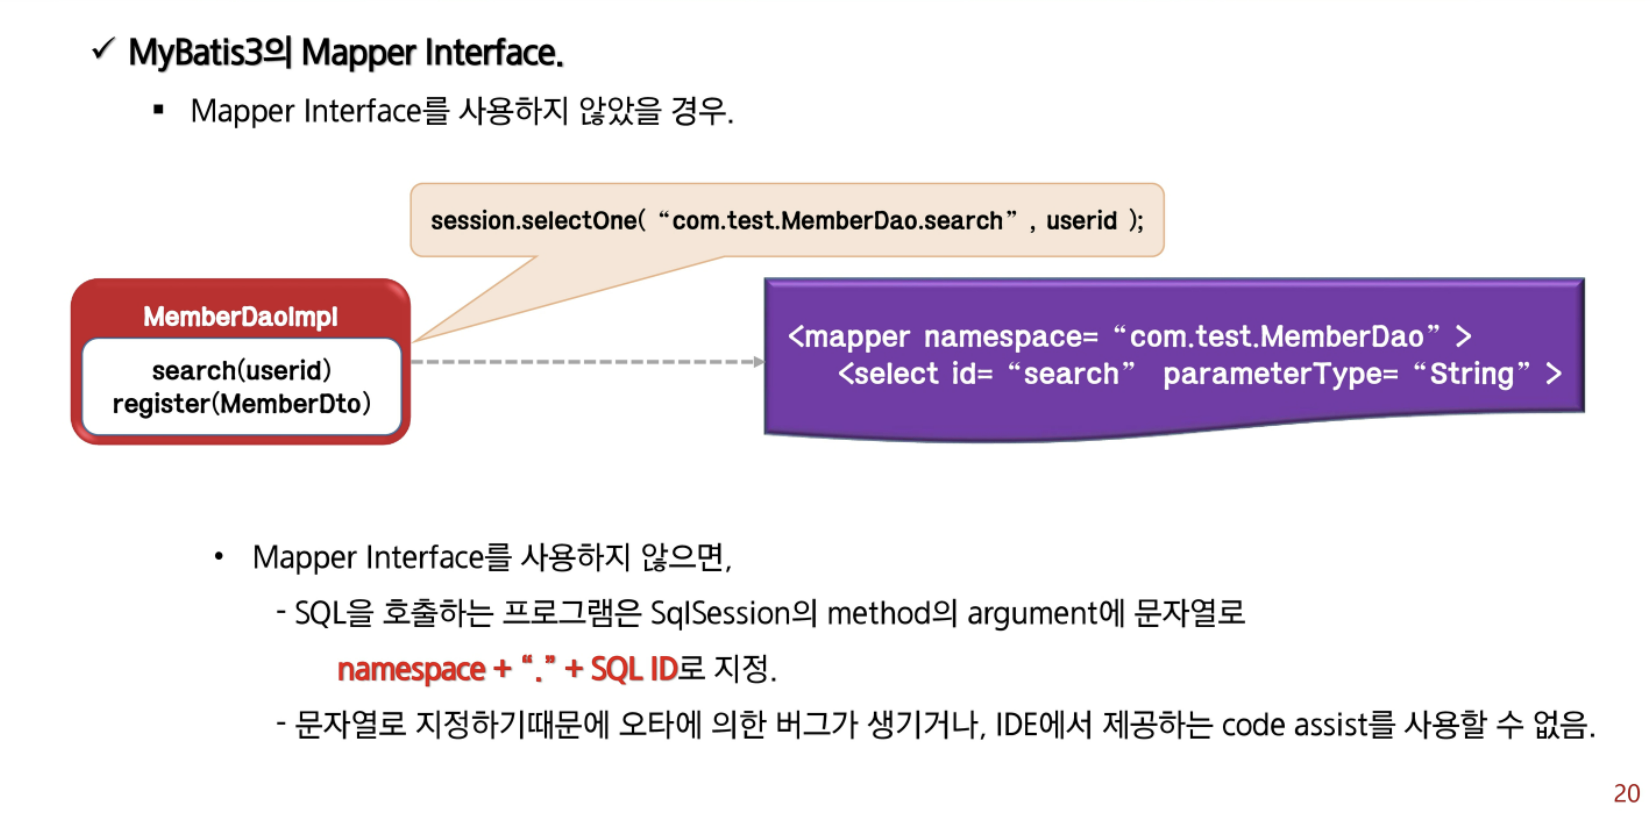 ✓ MyBatis3의 Mapper Interface.
▪ Mapper Interface를 사용하지 않았을 경우.
session.selectOne( “com.test.MemberDao.search” , userid );
MemberDaoImpl
search(userid)
register(MemberDto)
<mapper namespace= “com.test.MemberDao” >
<select id= “search” parameterType= “String” >
• Mapper Interface를 사용하지 않으면,
- SQL을 호출하는 프로그램은 SqlSession의 method의 argument에 문자열로
namespace + “.” + SQL ID로 지정.
- 문자열로 지정하기때문에 오타에 의한 버그가 생기거나, IDE에서 제공하는 code assist를 사용할 수 없음.
20